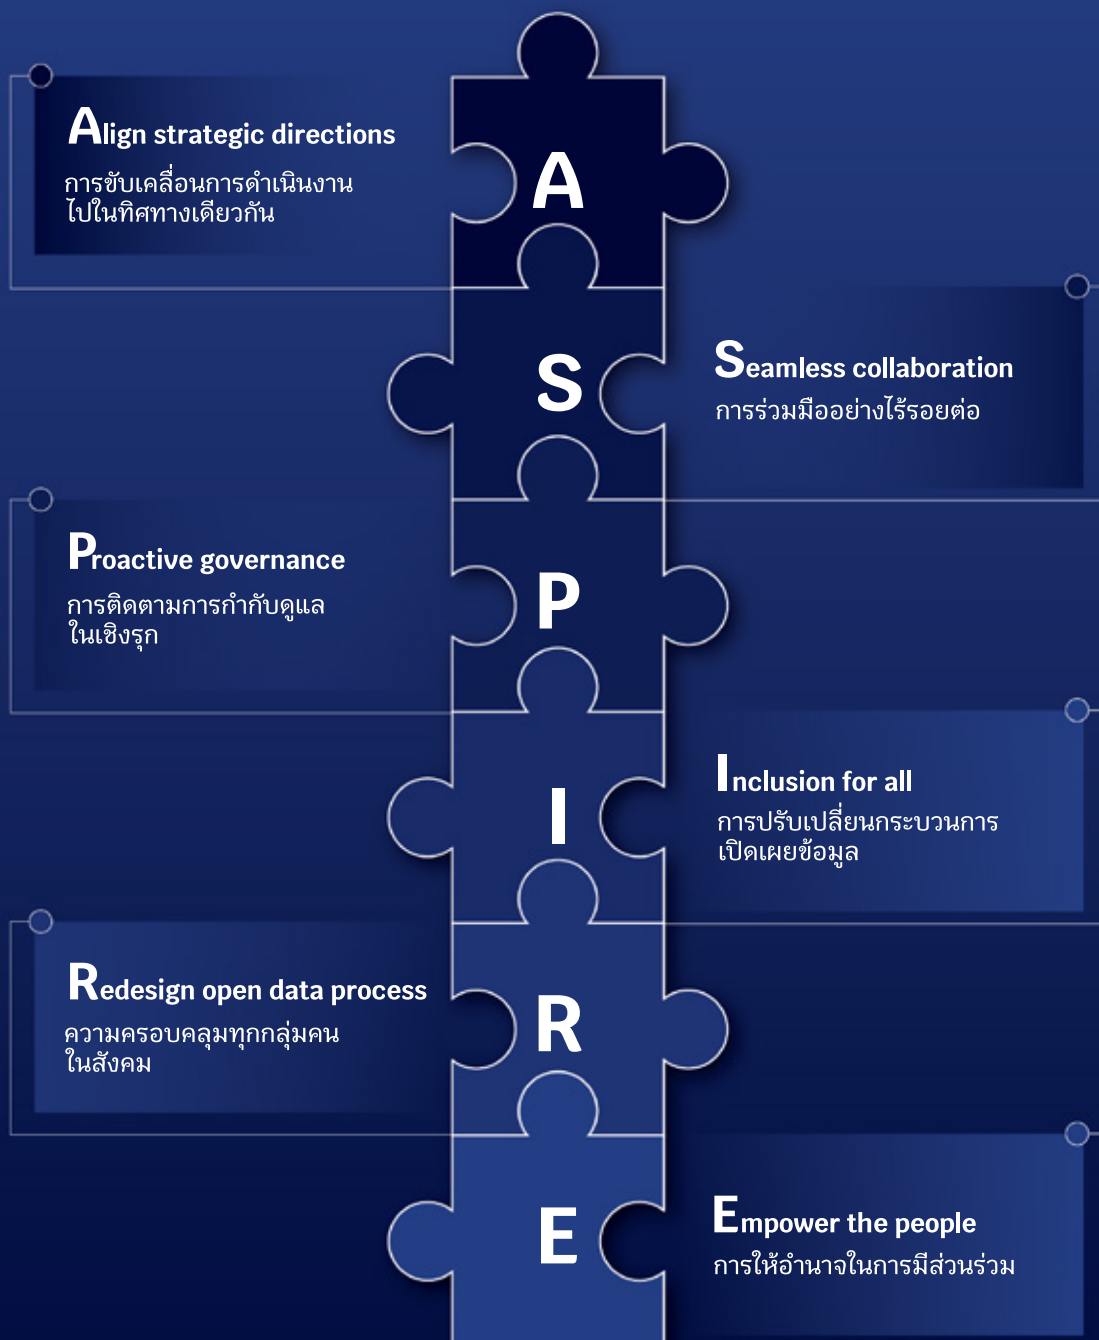 Align strategic directions
การขับเคลื่อนการดำเนินงาน
ไปในทิศทางเดียวกัน
A
S
Seamless collaboration
การร่วมมืออย่างไร้รอยต่อ
Proactive governance
การติดตามการกำกับดูแล
ในเชิงรุก
P
I
Inclusion for all
การปรับเปลี่ยนกระบวนการ
เปิดเผยข้อมูล
Redesign open data process
ความครอบคลุมทุกกลุ่มคน
ในสังคม
R
E
Empower the people
การให้อำนาจในการมีส่วนร่วม